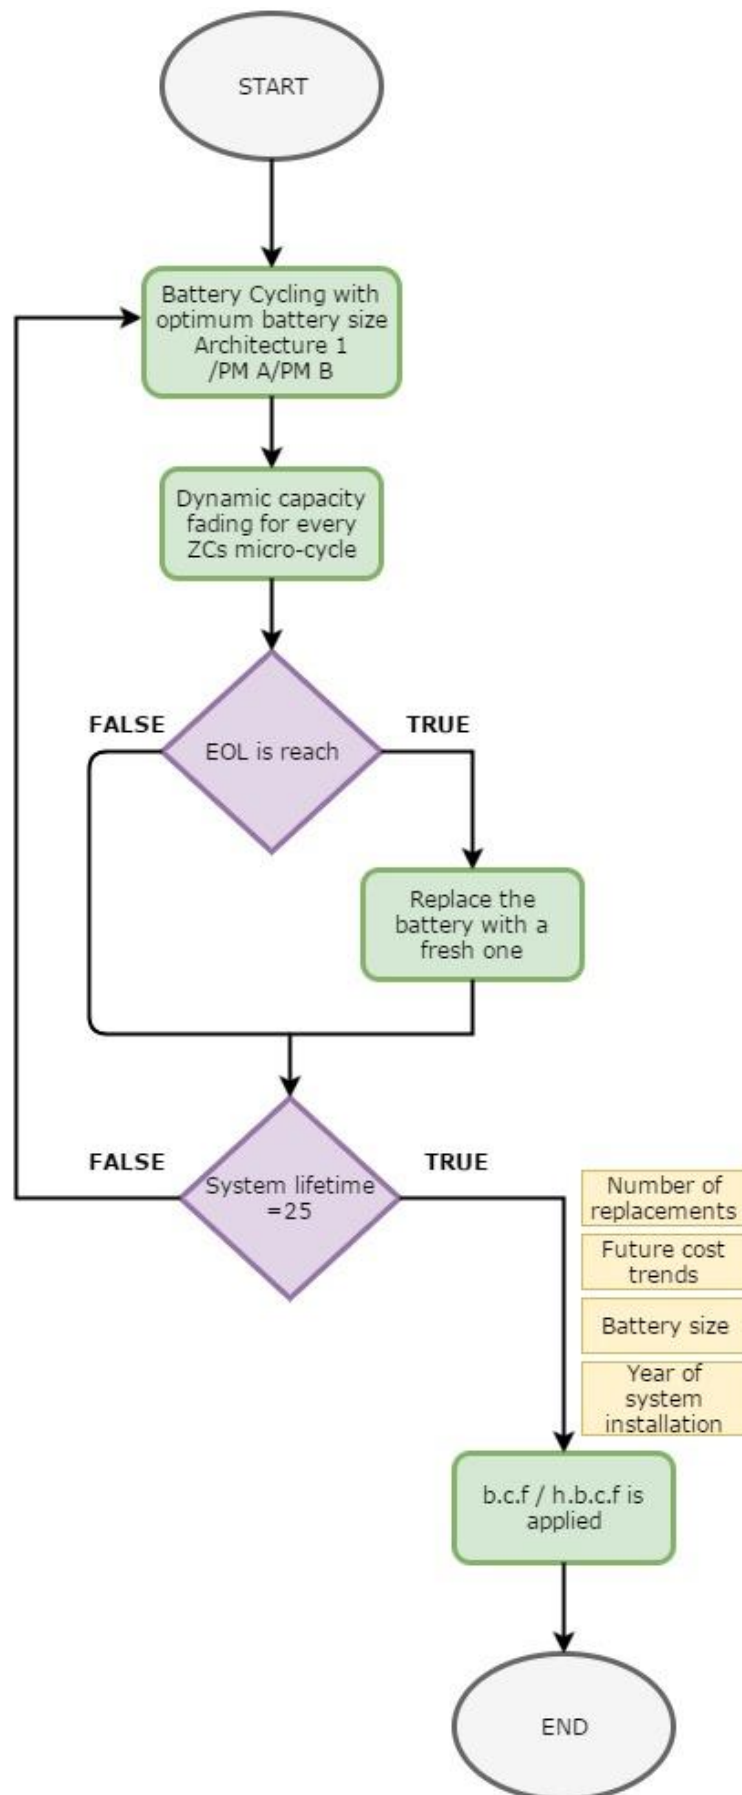 START
Battery Cycling with
optimum battery size
Architecture 1
/PM A/PM B
Dynamic capacity
fading for every
ZCs micro-cycle
FALSE
TRUE
EOL is reach
Replace the
battery with a
fresh one
FALSE
TRUE
System lifetime
=25
Number of
replacements
Future cost
trends
Battery size
Year of
system
installation
b.c.f / h.b.c.f is
applied
END